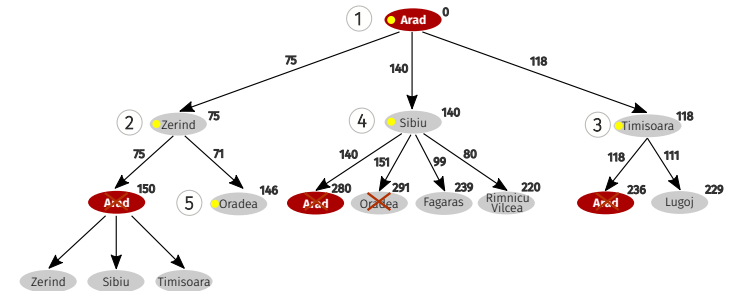 1
Arad
0
75
140
118
2
Zerind
75
4
Sibiu
140
3
Timisoara
118
75
71
140
151
99
80
118
111
Arad
150
5
Oradea
146
Arad
280
Oradea
291
Fagaras
239
Rimnicu
Vilcea
220
Arad
236
Lugoj
229
Zerind
Sibiu
Timisoara